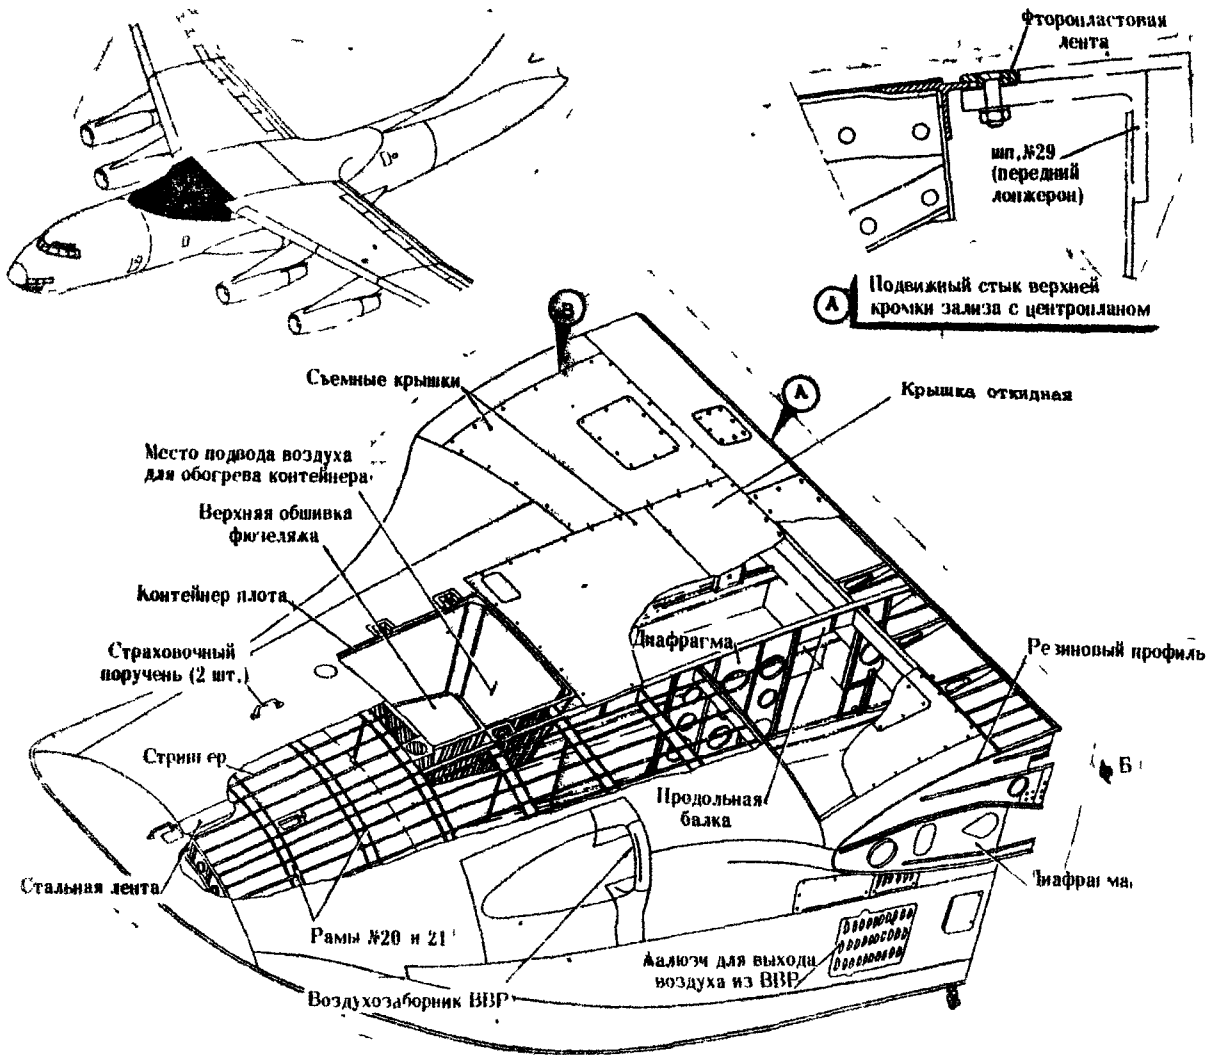 фторопластовая
лента
шп.№29
(передний
лонжерон)
А
Подвижный стык верхней
кромки зализа с центропланом
В
А
Съемные крышки
Крышка откидная
Место подвода воздуха
для обогрева контейнера
Верхняя обшивка
фюзеляжа
Контейнер плота
Страховочный
поручень (2 шт.)
Диафрагма
Резиновый профиль
Стрингер
Б
Продольная
балка
Стальная лента
Диафрагма
Рамы №20 и 21
Жалюзи для выхода
воздуха из ВВР
Воздухозаборник ВВР